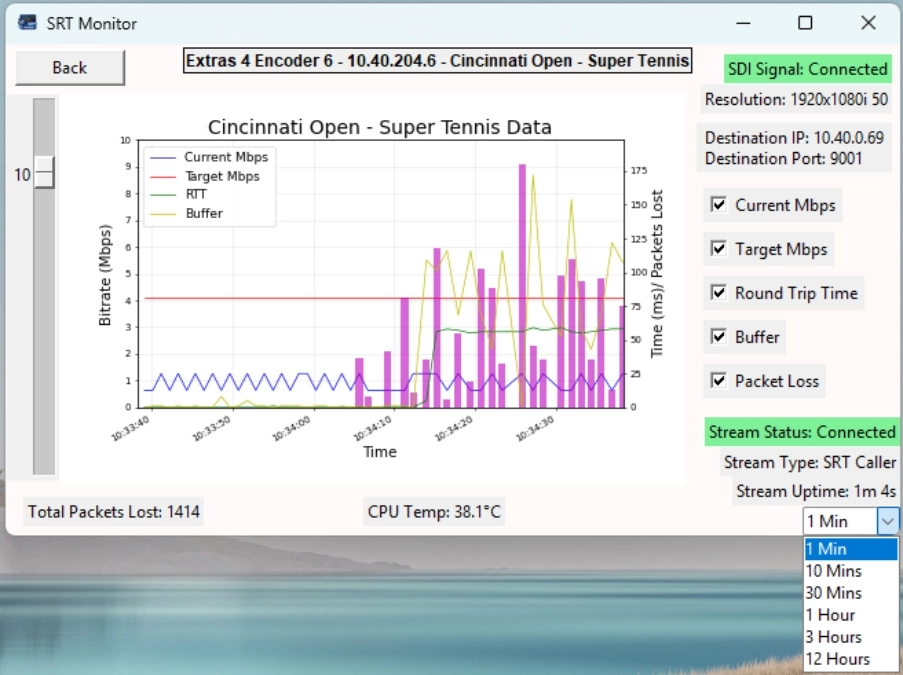 SRT Monitor
Back
Extras 4 Encoder 6 - 10.40.204.6 - Cincinnati Open - Super Tennis
SDI Signal: Connected
Resolution: 1920x1080i 50
Destination IP: 10.40.0.69
Destination Port: 9001
10
Cincinnati Open - Super Tennis Data
Current Mbps
Target Mbps
RTT
Buffer
Bitrate (Mbps)
10
9
8
7
6
5
4
3
2
1
0
175
150
125
100
75
50
25
0
Time (ms)/ Packets Lost
10:33:40
10:33:50
10:34:00
10:34:10
10:34:20
10:34:30
Time
Current Mbps
Target Mbps
Round Trip Time
Buffer
Packet Loss
Stream Status: Connected
Stream Type: SRT Caller
Stream Uptime: 1m 4s
Total Packets Lost: 1414
CPU Temp: 38.1°C
1 Min
1 Min
10 Mins
30 Mins
1 Hour
3 Hours
12 Hours